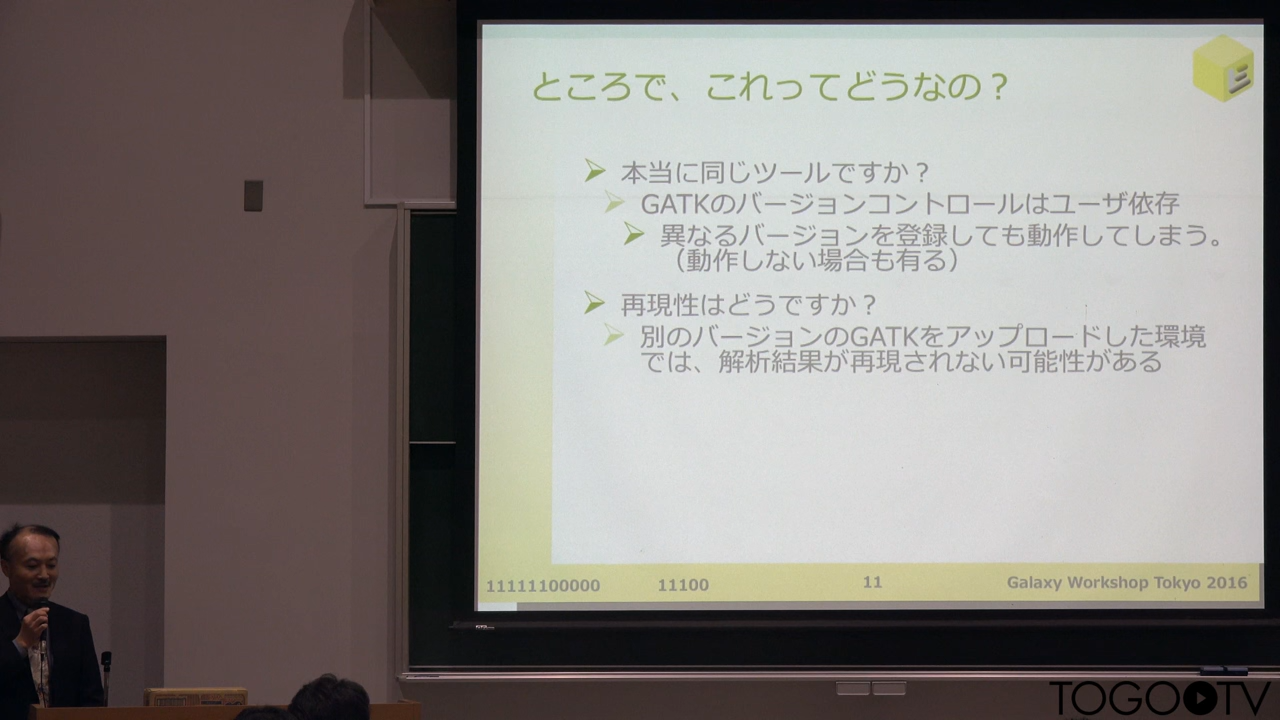 ところで、これってどうなの？
本当に同じツールですか？
GATKのバージョンコントロールはユーザ依存
異なるバージョンを登録しても動作してしまう。
（動作しない場合も有る）
再現性はどうですか？
別のバージョンのGATKをアップロードした環境
では、解析結果が再現されない可能性がある
11111100000 11100 11 Galaxy Workshop Tokyo 2016
TOGOTV